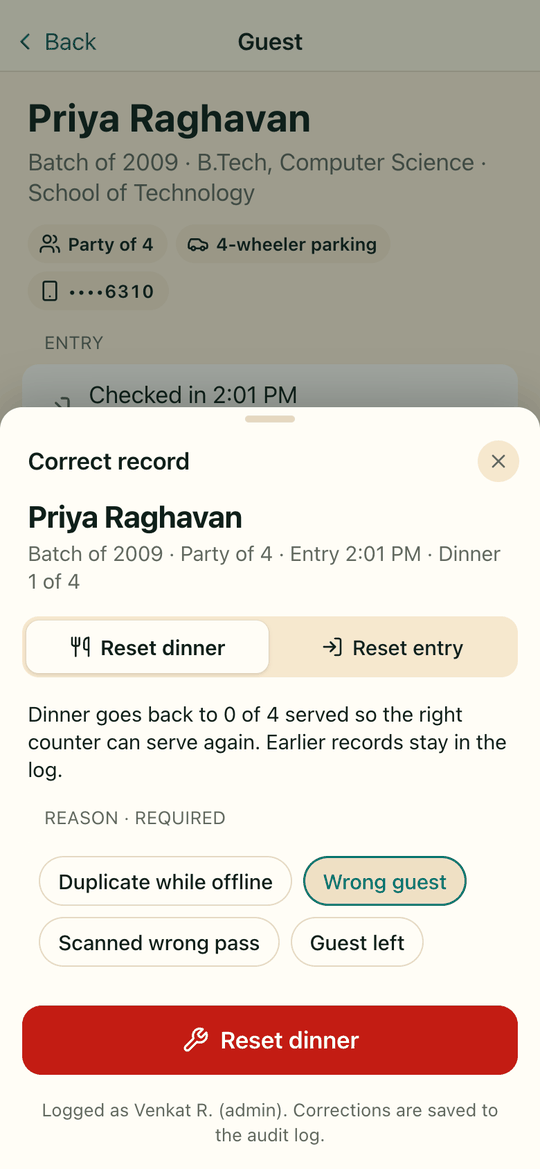 Back
Guest
Priya Raghavan
Batch of 2009 · B.Tech, Computer Science ·
School of Technology
Party of 4
4-wheeler parking
••••6310
ENTRY
Checked in 2:01 PM
Correct record
Priya Raghavan
Batch of 2009 · Party of 4 · Entry 2:01 PM · Dinner
1 of 4
Reset dinner
Reset entry
Dinner goes back to 0 of 4 served so the right
counter can serve again. Earlier records stay in the
log.
REASON · REQUIRED
Duplicate while offline
Wrong guest
Scanned wrong pass
Guest left
Reset dinner
Logged as Venkat R. (admin). Corrections are saved to
the audit log.